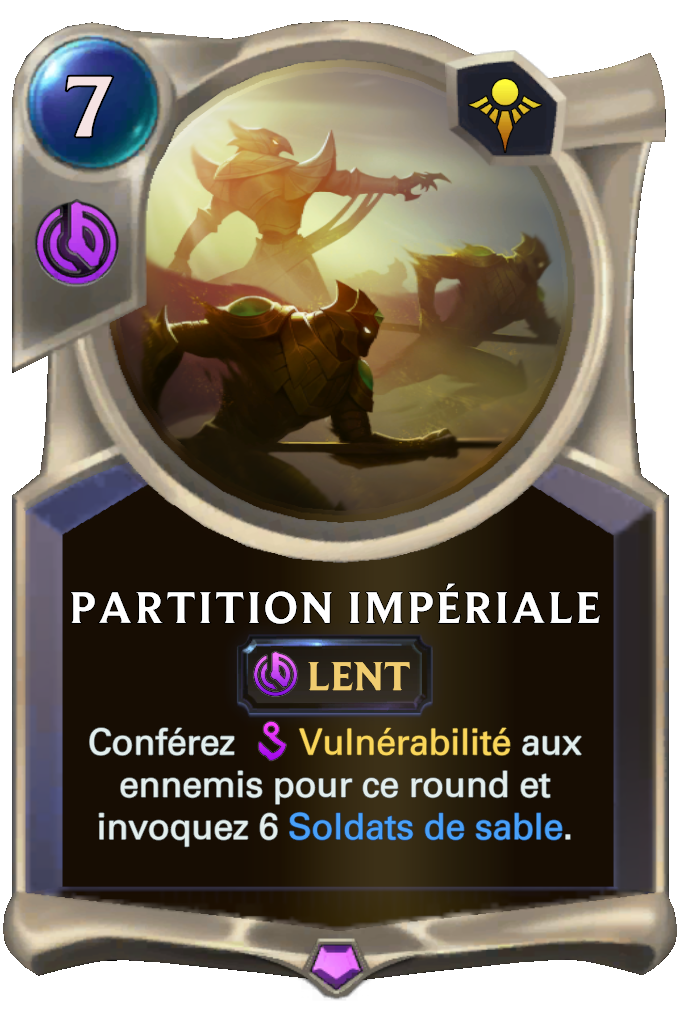 7
PARTITION IMPÉRIALE
LENT
Conférez Vulnérabilité aux
ennemis pour ce round et
invoquez 6 Soldats de sable.